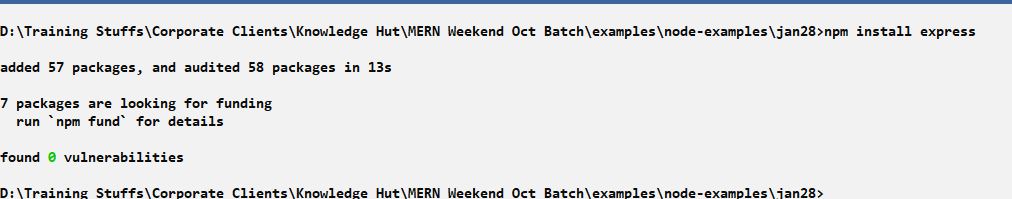 D:\Training Stuffs\Corporate Clients\Knowledge Hut\MERN Weekend Oct Batch\examples\node-examples\jan28>npm install express
added 57 packages, and audited 58 packages in 13s
7 packages are looking for funding
  run `npm fund` for details
found 0 vulnerabilities
D:\Training Stuffs\Corporate Clients\Knowledge Hut\MERN Weekend Oct Batch\examples\node-examples\jan28>